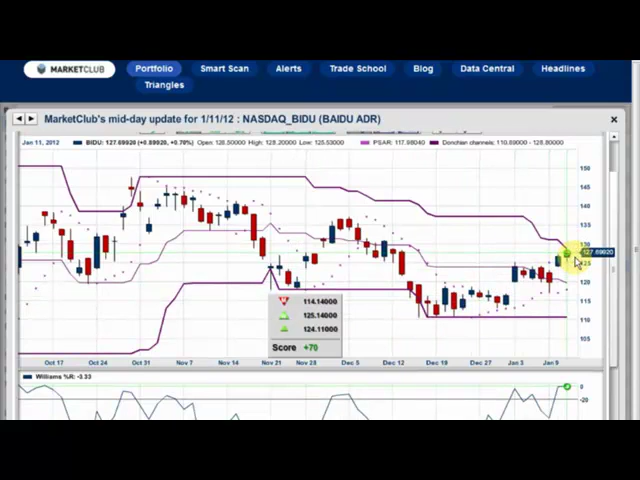 MARKETCLUB Portfolio Smart Scan Alerts Trade School Blog Data Central Headlines
Triangles
MarketClub's mid-day update for 1/11/12 : NASDAQ_BIDU (BAIDU ADR)
Jan 11, 2012 BIDU: 127.69920 (+0.89920, +0.70%) Open: 126.50000 High: 128.20000 Low: 125.53000 PSAR: 117.98040 Donchian channels: 110.89000 - 128.80000
150
145
140
135
130
127.69920
125
120
115
110
105
114.14000
125.14000
124.11000
Score +70
Oct 17 Oct 24 Oct 31 Nov 7 Nov 14 Nov 21 Nov 28 Dec 5 Dec 12 Dec 19 Dec 27 Jan 3 Jan 9
Williams %R: -3.33
0
-20